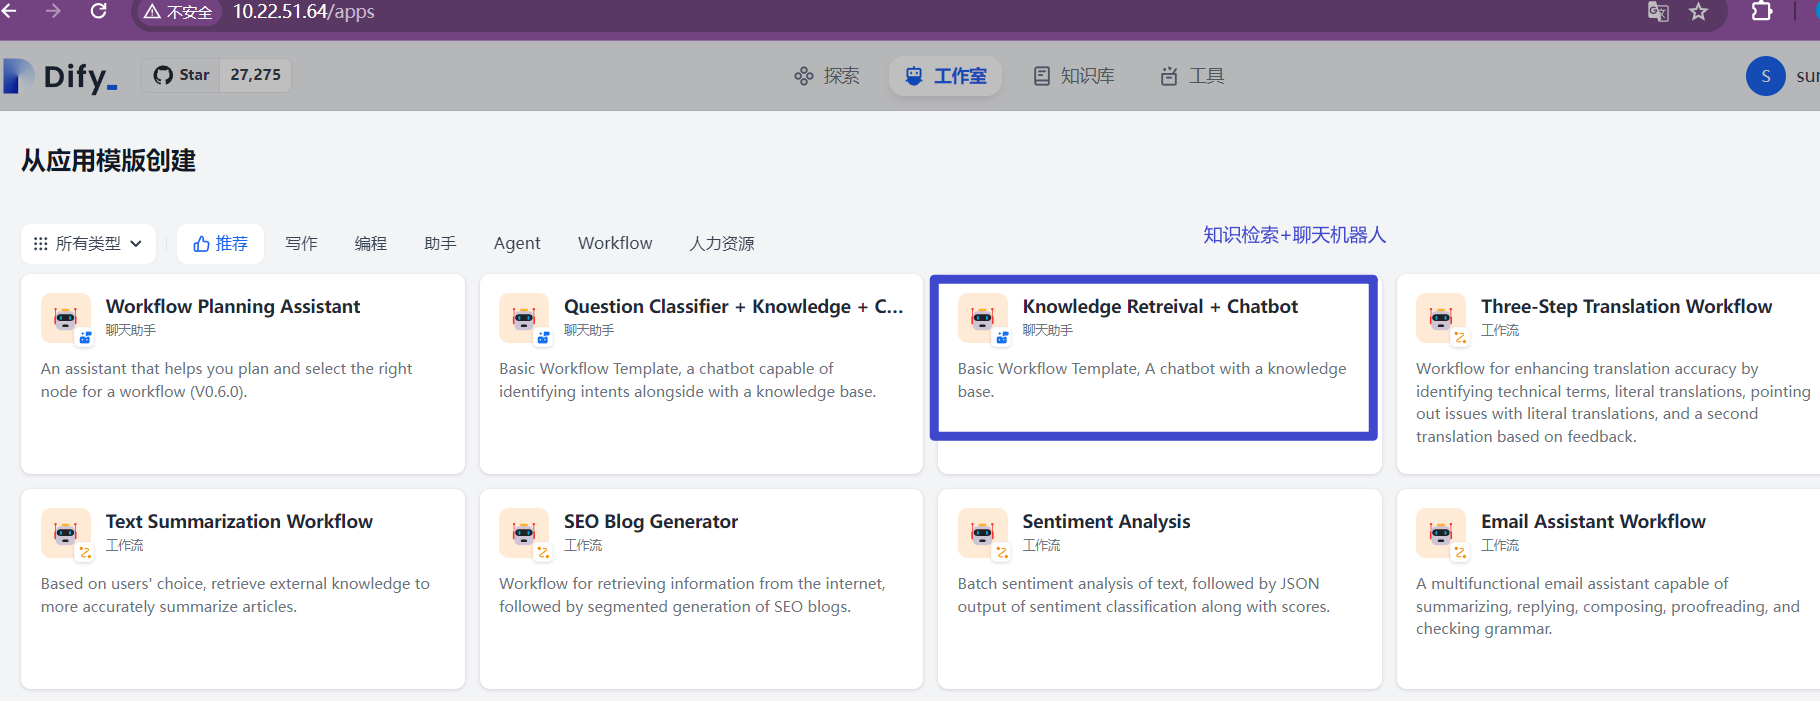 不安全 10.22.51.64/apps
Dify_ Star 27,275 探索 工作室 知识库 工具 S
从应用模版创建
所有类型 推荐 写作 编程 助手 Agent Workflow 人力资源
知识检索+聊天机器人
Workflow Planning Assistant
聊天助手
An assistant that helps you plan and select the right
node for a workflow (V0.6.0).
Question Classifier + Knowledge + C...
聊天助手
Basic Workflow Template, a chatbot capable of
identifying intents alongside with a knowledge base.
Knowledge Retreival + Chatbot
聊天助手
Basic Workflow Template, A chatbot with a knowledge
base.
Three-Step Translation Workflow
工作流
Workflow for enhancing translation accuracy by
identifying technical terms, literal translations, pointing
out issues with literal translations, and a second
translation based on feedback.
Text Summarization Workflow
工作流
Based on users' choice, retrieve external knowledge to
more accurately summarize articles.
SEO Blog Generator
工作流
Workflow for retrieving information from the internet,
followed by segmented generation of SEO blogs.
Sentiment Analysis
工作流
Batch sentiment analysis of text, followed by JSON
output of sentiment classification along with scores.
Email Assistant Workflow
工作流
A multifunctional email assistant capable of
summarizing, replying, composing, proofreading, and
checking grammar.